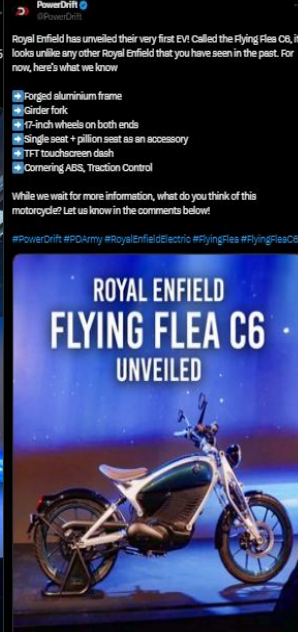 PowerDrift
@PowerDrift
Royal Enfield has unveiled their very first EV! Called the Flying Flea C6, it
looks unlike any other Royal Enfield that you have seen in the past. For
now, here's what we know
➡Forged aluminium frame
➡Girder fork
➡17-inch wheels on both ends
➡Single seat + pillion seat as an accessory
➡TFT touchscreen dash
➡Cornering ABS, Traction Control
While we wait for more information, what do you think of this
motorcycle? Let us know in the comments below!
#PowerDrift #PDArmy #RoyalEnfieldElectric #FlyingFlea #FlyingFleaC6
ROYAL ENFIELD
FLYING FLEA C6
UNVEILED